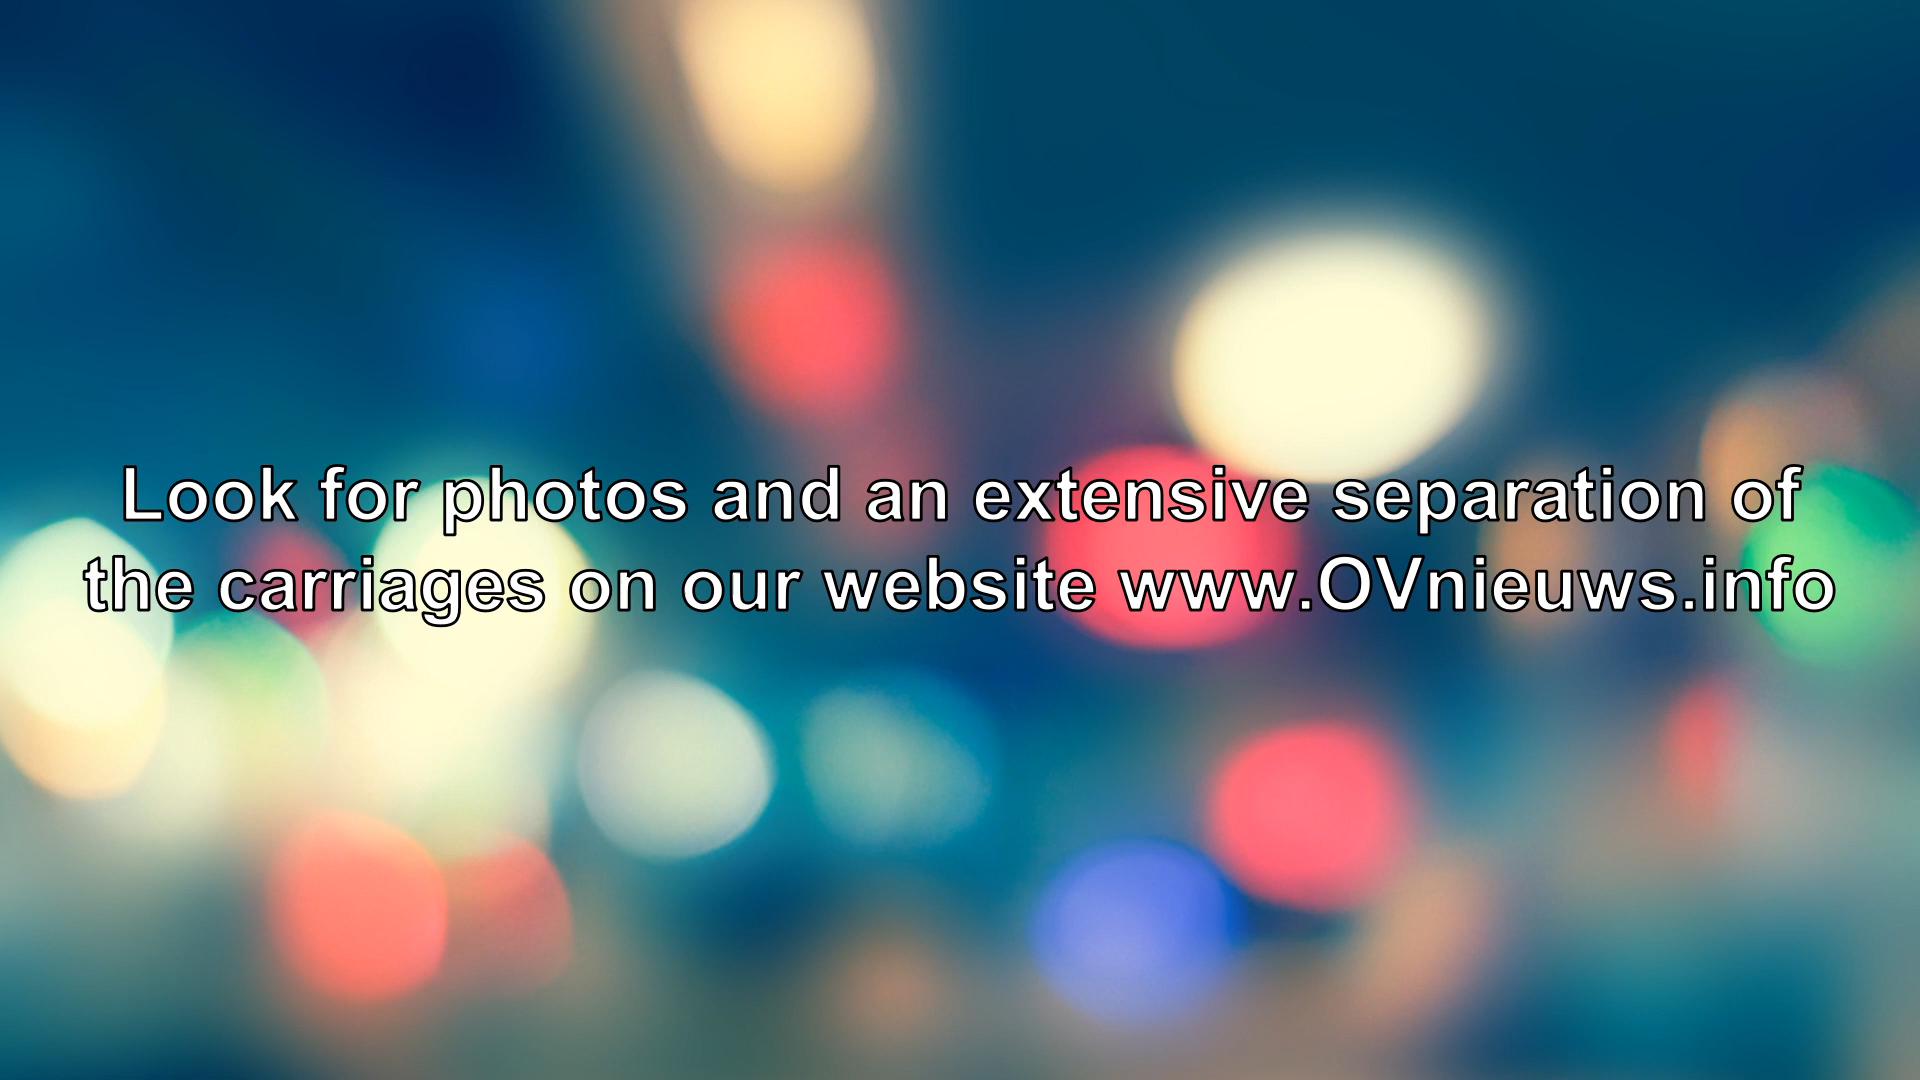 Look for photos and an extensive separation of
the carriages on our website www.OVnieuws.info